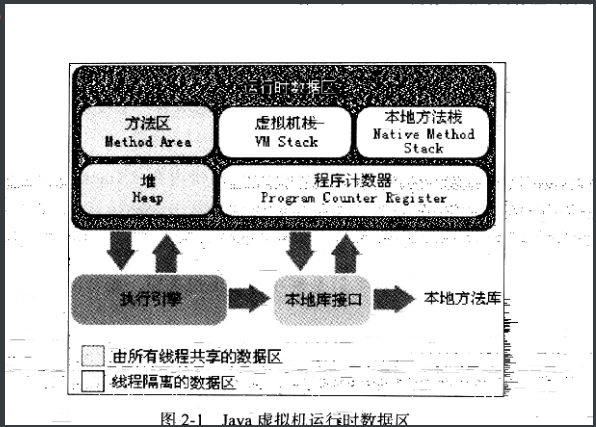 运行时数据区
方法区
Method Area
虚拟机栈
VM Stack
本地方法栈
Native Method
Stack
堆
Heap
程序计数器
Program Counter Register
执行引擎
本地库接口
本地方法库
由所有线程共享的数据区
线程隔离的数据区
图 2-1 Java 虚拟机运行时数据区